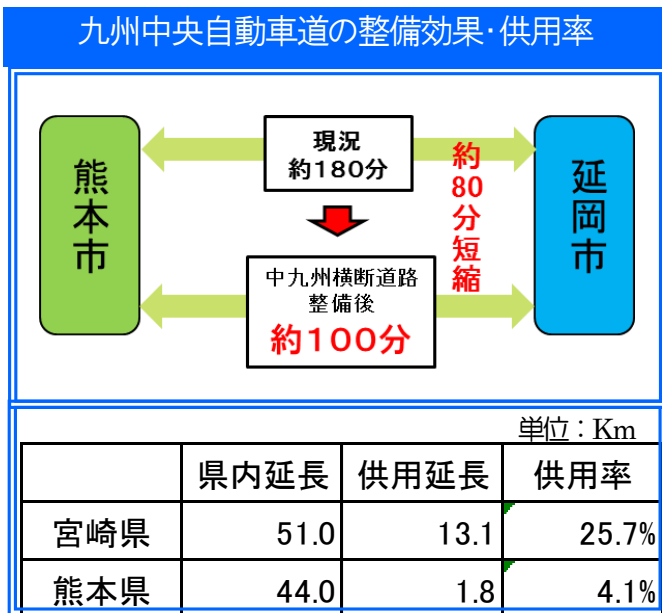 九州中央自動車道の整備効果・供用率
熊本市
現況
約180分
約80分短縮
延岡市
中九州横断道路
整備後
約100分
単位：Km
県内延長 供用延長 供用率
宮崎県 51.0 13.1 25.7%
熊本県 44.0 1.8 4.1%